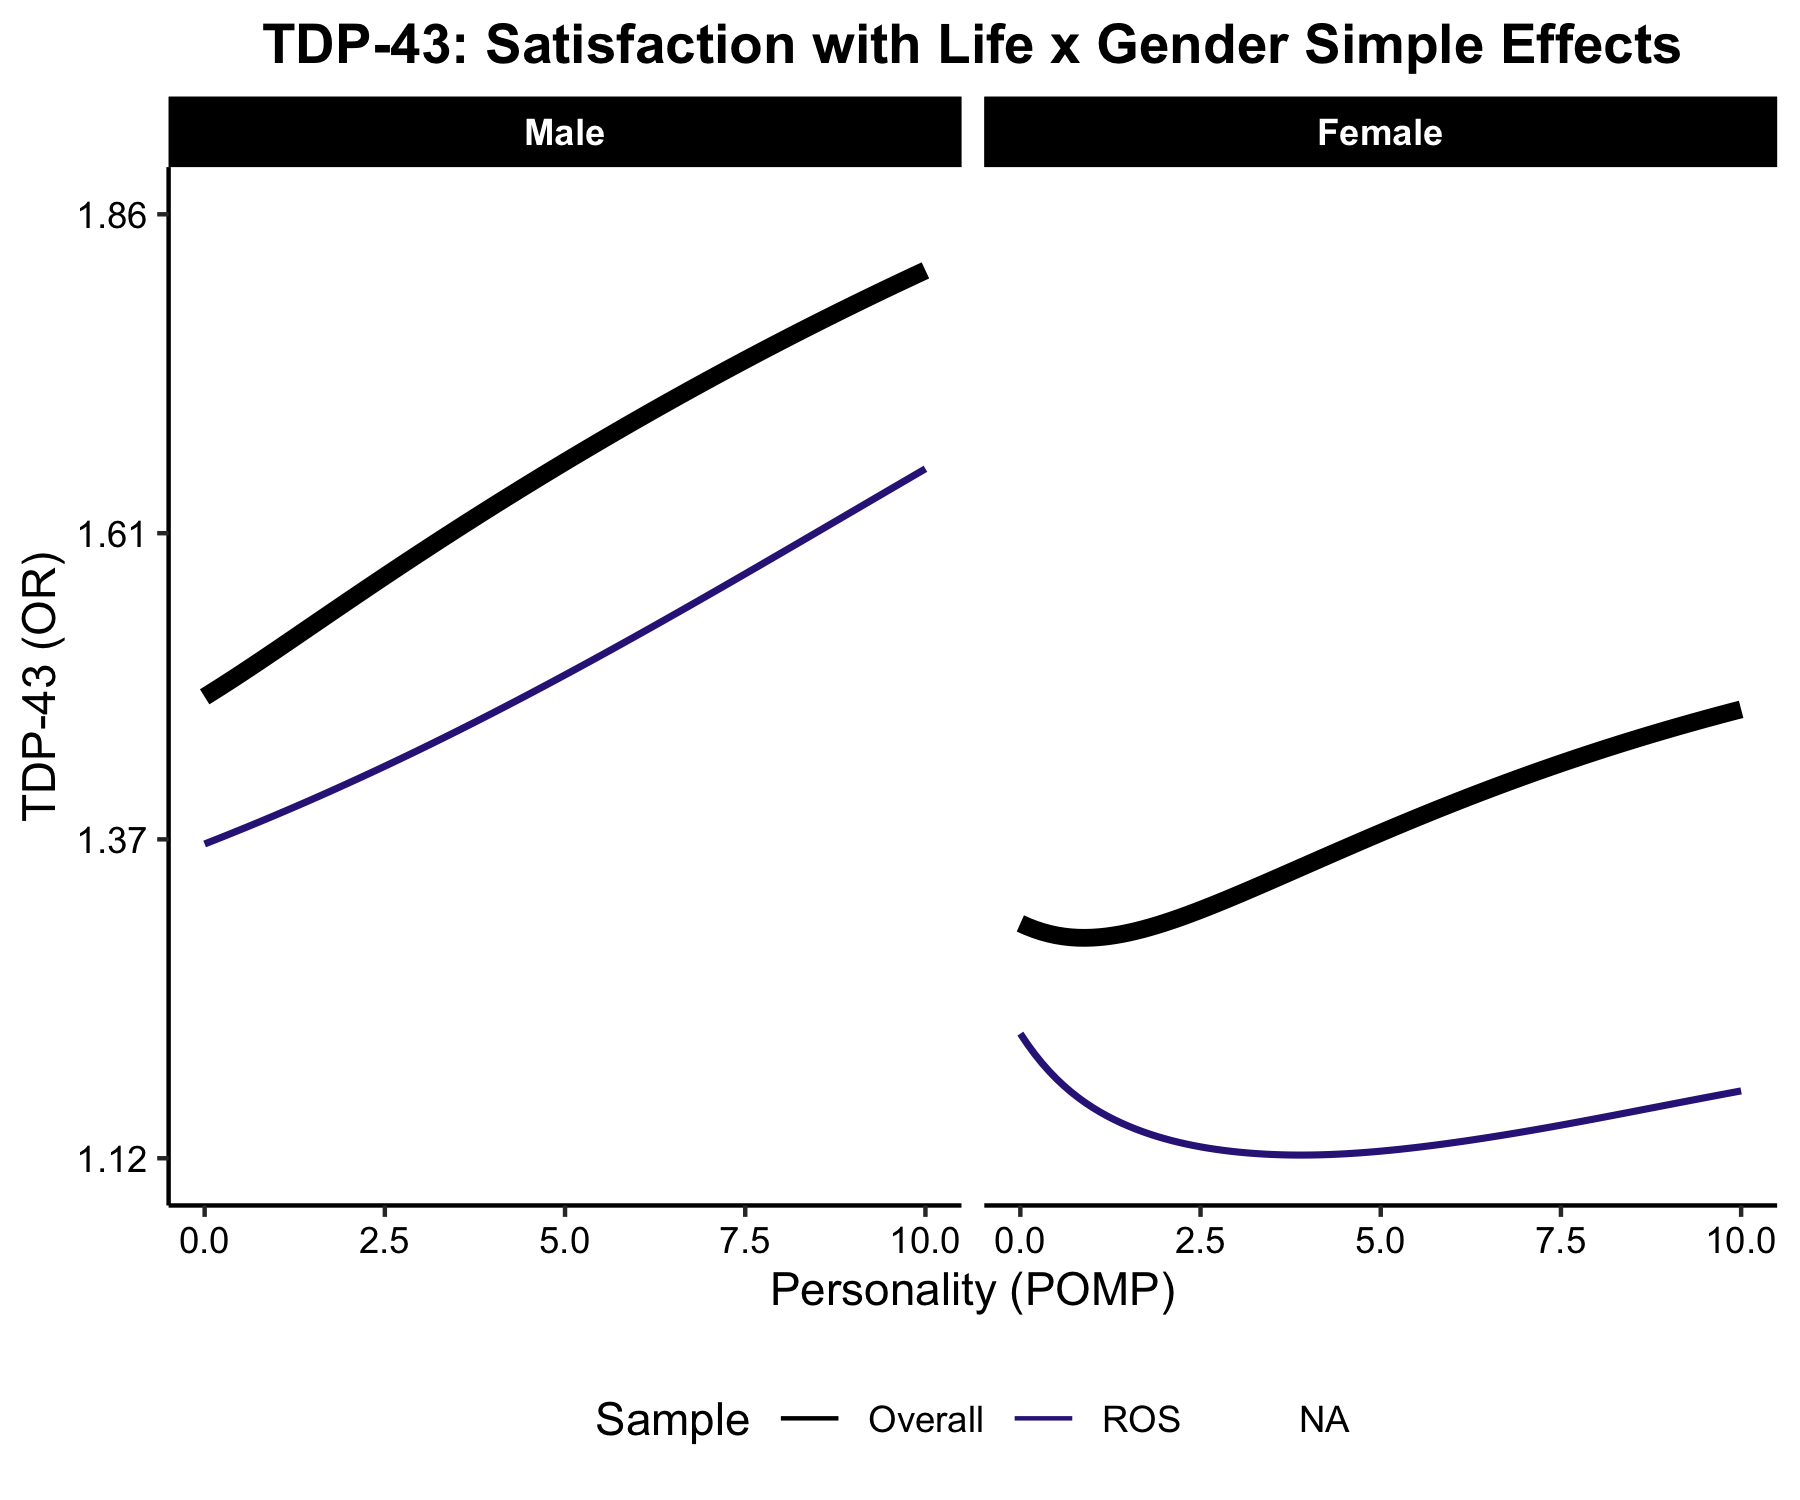 TDP-43: Satisfaction with Life x Gender Simple Effects
Male Female
1.86
1.61
1.37
1.12
TDP-43 (OR)
0.0 2.5 5.0 7.5 10.0 0.0 2.5 5.0 7.5 10.0
Personality (POMP)
Sample Overall ROS NA